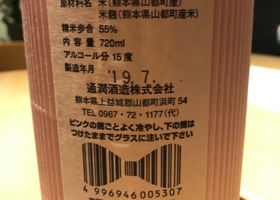 原材料名 米(熊本県山都町産)
米麹(熊本県山都町産米)
精米歩合 55%
内容量 720ml
アルコール分 15度
製造年月 '19.7.
通潤酒造株式会社
熊本県上益城郡山都町浜町54
TEL 0967・72・1177(代)
ピンクの筒ごとよく冷やし、下の筒は
つけたままでグラスに注いで下さい
4 996946 005307